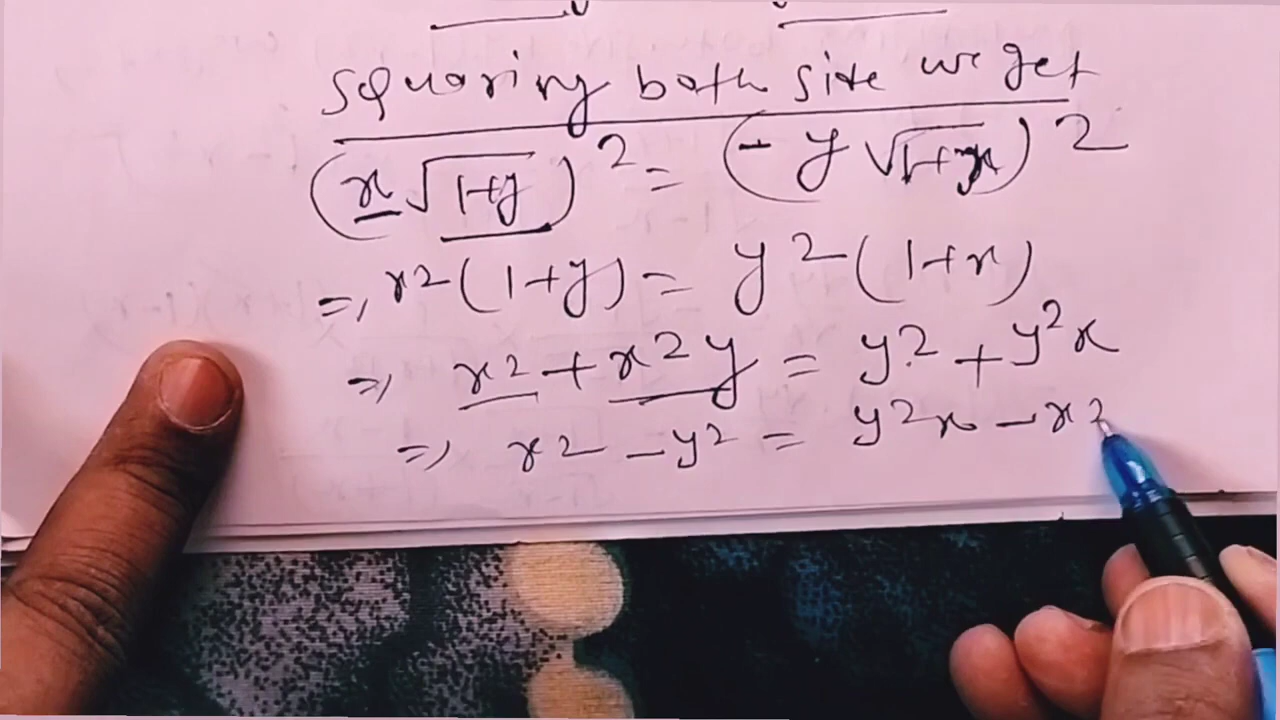 squaring both site we get
(x√1+y)² = (-y√1+x)²
=, x2(1+y) = y2(1+x)
=, x2 + x2y = y2 + y²x
=, x2 - y2 = y2x - x2